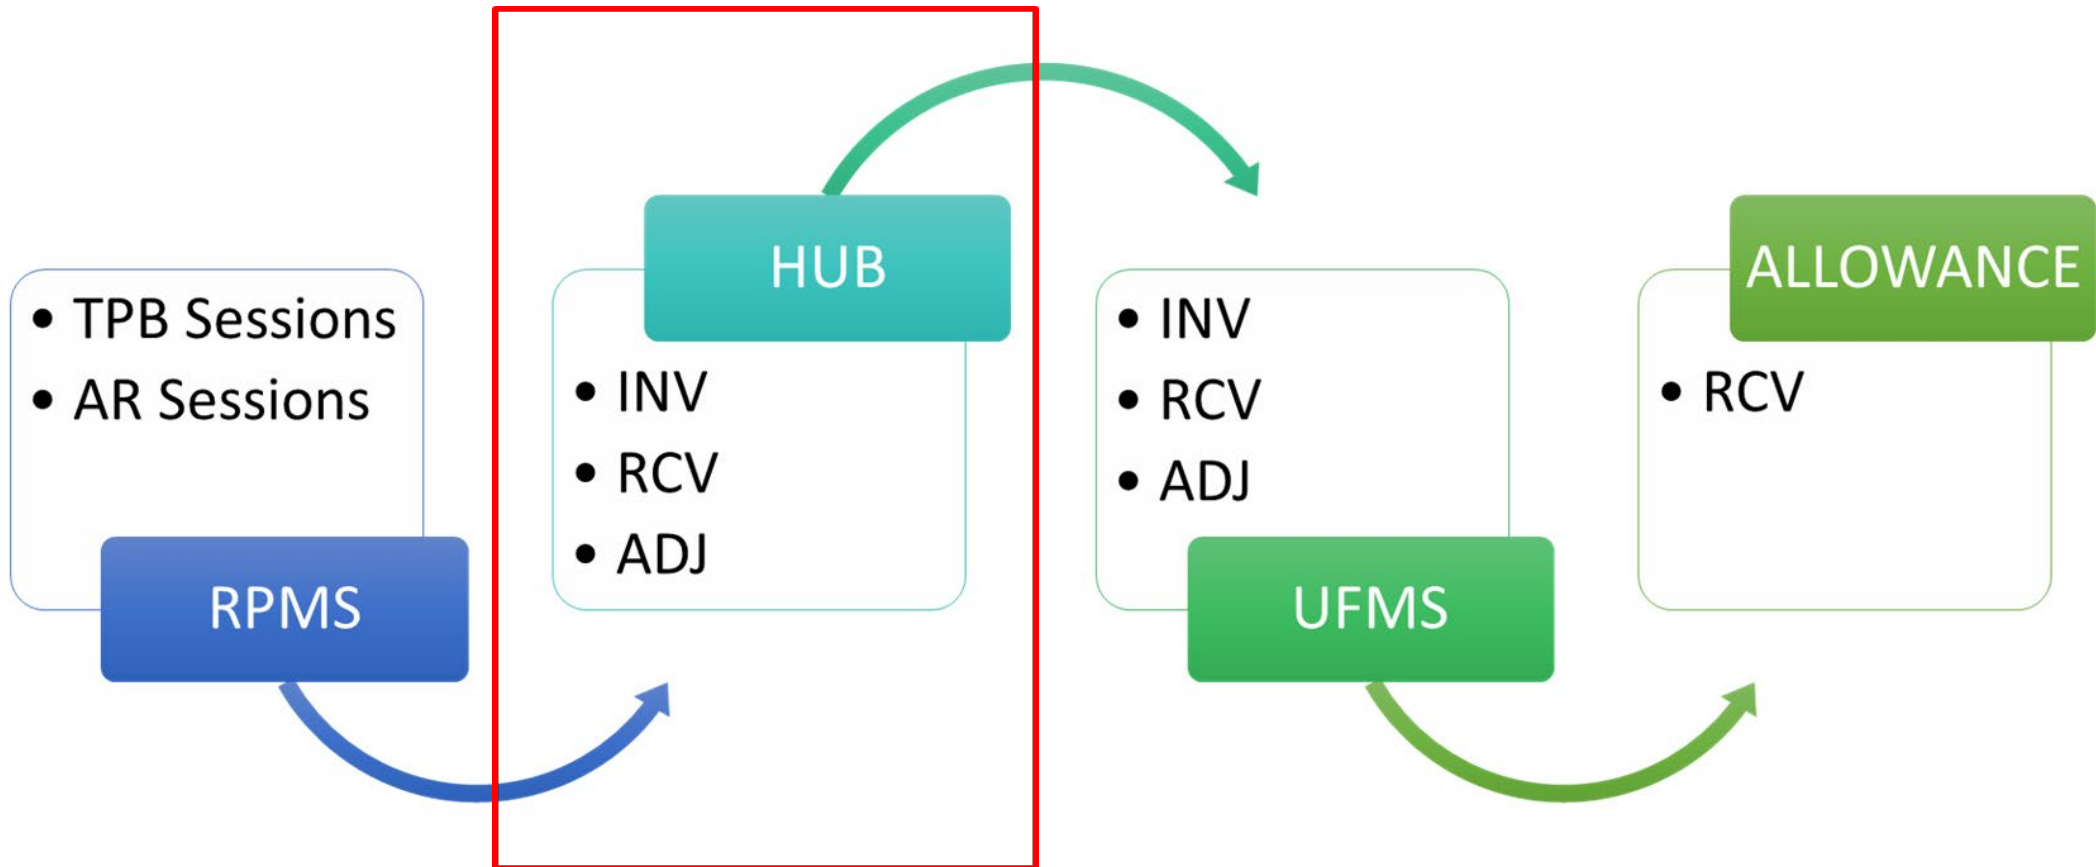 • TPB Sessions
• AR Sessions
RPMS
HUB
• INV
• RCV
• ADJ
• INV
• RCV
• ADJ
UFMS
ALLOWANCE
• RCV